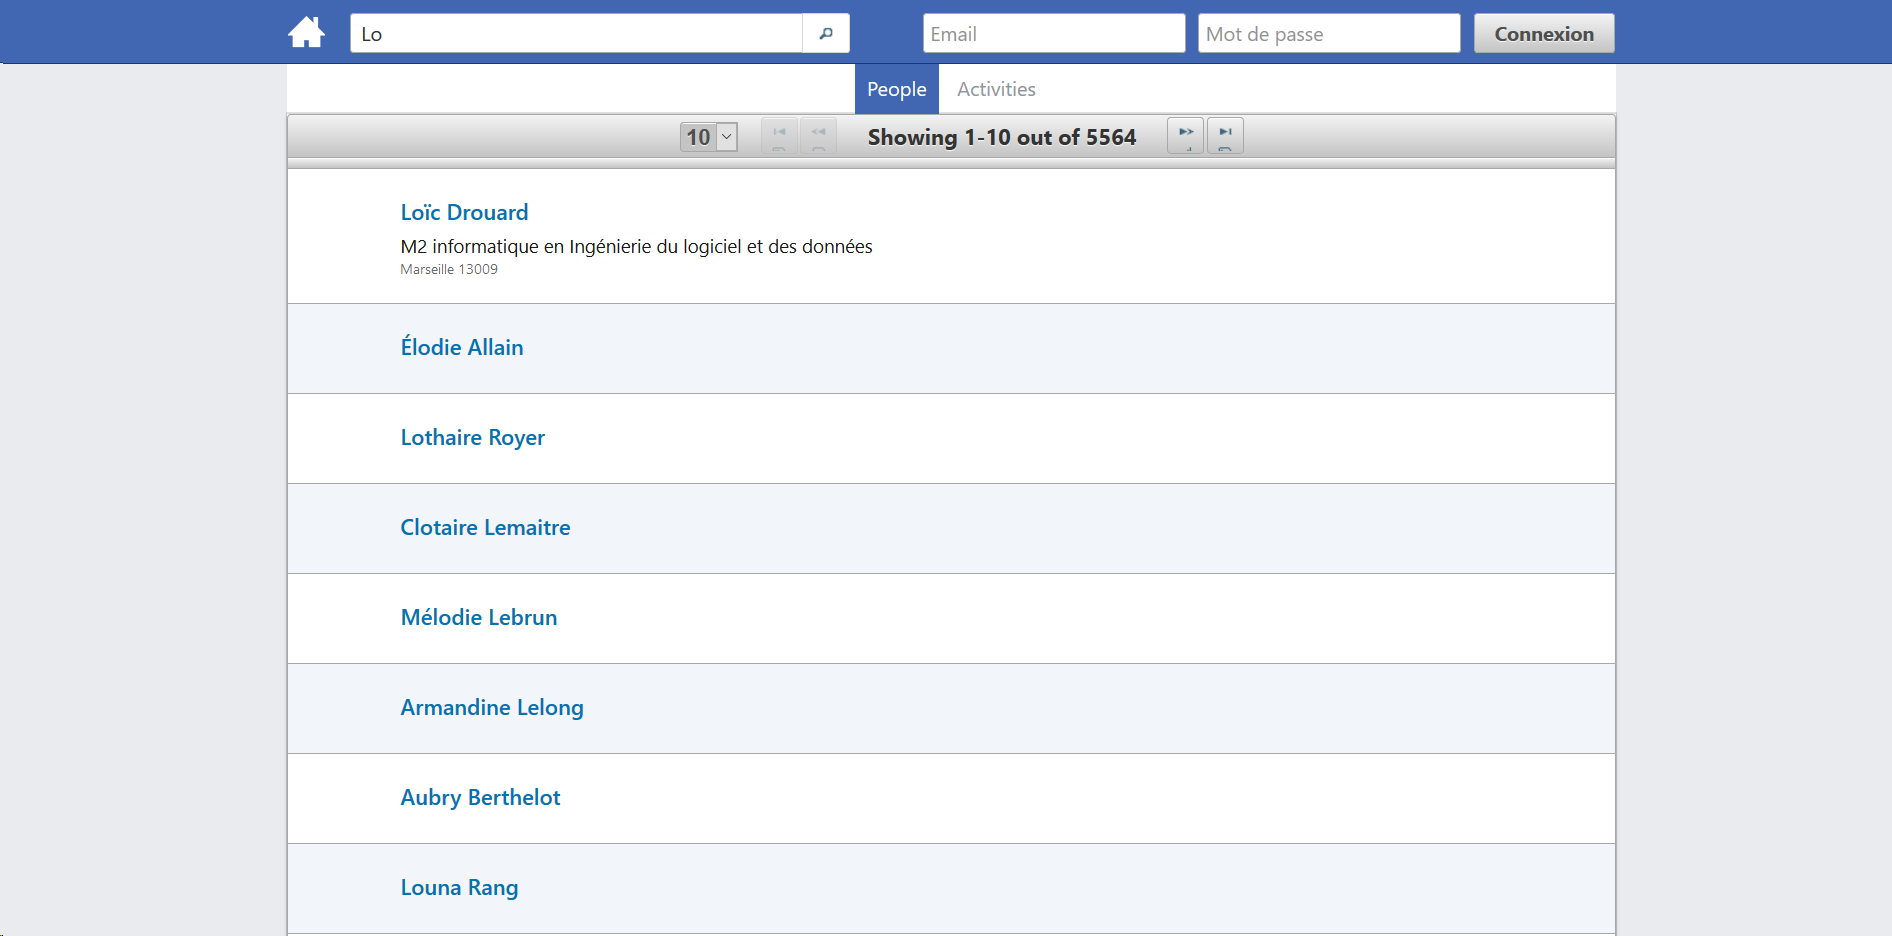 Lo
Email
Mot de passe
Connexion
People
Activities
10
Showing 1-10 out of 5564
Loïc Drouard
M2 informatique en Ingénierie du logiciel et des données
Marseille 13009
Élodie Allain
Lothaire Royer
Clotaire Lemaitre
Mélodie Lebrun
Armandine Lelong
Aubry Berthelot
Louna Rang